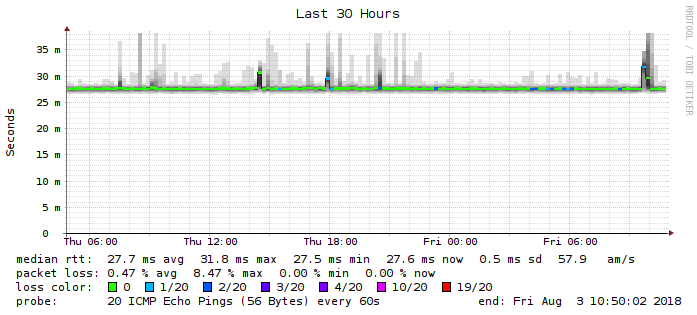 Last 30 Hours
RRDTOOL / TOBI OETIKER
Seconds
35 m
30 m
25 m
20 m
15 m
10 m
5 m
0
Thu 06:00 Thu 12:00 Thu 18:00 Fri 00:00 Fri 06:00
median rtt: 27.7 ms avg 31.8 ms max 27.5 ms min 27.6 ms now 0.5 ms sd 57.9 am/s
packet loss: 0.47 % avg 8.47 % max 0.00 % min 0.00 % now
loss color: 0 1/20 2/20 3/20 4/20 10/20 19/20
probe: 20 ICMP Echo Pings (56 Bytes) every 60s end: Fri Aug 3 10:50:02 2018